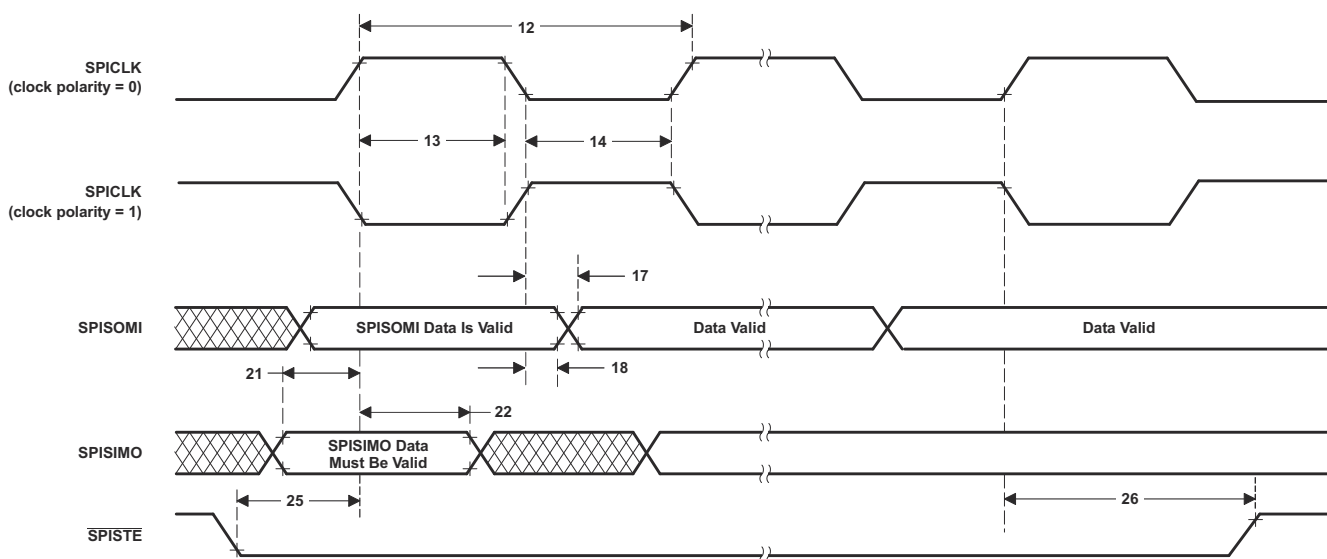 12
SPICLK
(clock polarity = 0)
13
14
SPICLK
(clock polarity = 1)
17
SPISOMI
SPISOMI Data Is Valid
Data Valid
Data Valid
21
18
22
SPISIMO
SPISIMO Data
Must Be Valid
25
26
SPISTE